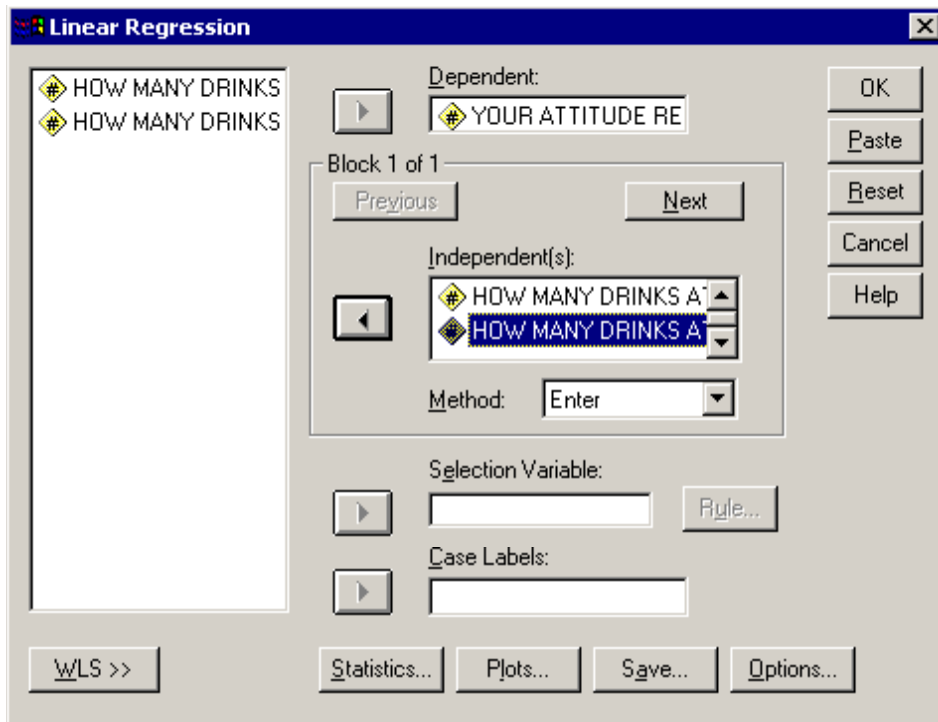 Linear Regression
HOW MANY DRINKS
HOW MANY DRINKS
Dependent:
YOUR ATTITUDE RE
Block 1 of 1
Previous
Next
Independent(s):
HOW MANY DRINKS AT
HOW MANY DRINKS AT
Method:
Enter
Selection Variable:
Rule...
Case Labels:
OK
Paste
Reset
Cancel
Help
WLS >>
Statistics...
Plots...
Save...
Options...